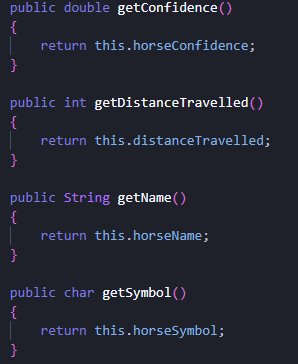 public double getConfidence()
{
    return this.horseConfidence;
}
public int getDistanceTravelled()
{
    return this.distanceTravelled;
}
public String getName()
{
    return this.horseName;
}
public char getSymbol()
{
    return this.horseSymbol;
}